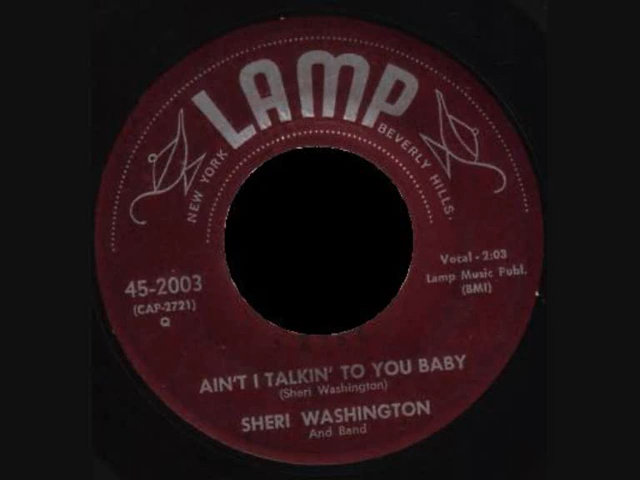 LAMP
NEW YORK
BEVERLY HILLS.
Vocal - 2:03
Lamp Music Publ.
(BMI)
45-2003
(CAP-2721)
Q
AIN'T I TALKIN' TO YOU BABY
(Sheri Washington)
SHERI WASHINGTON
And Band